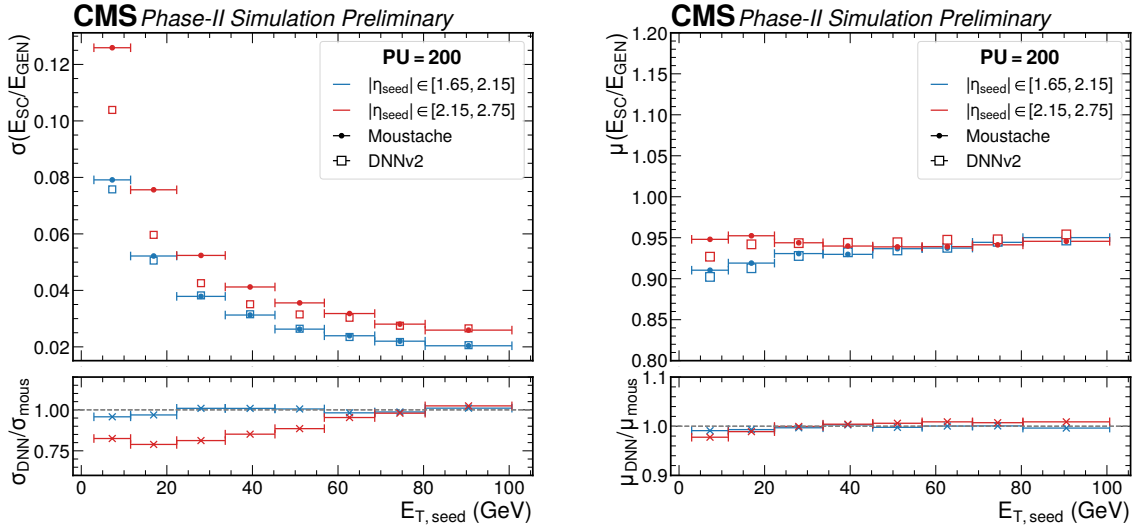 CMS Phase-II Simulation Preliminary
σ(E_SC/E_GEN)
PU = 200
|η_seed| ∈ [1.65, 2.15]
|η_seed| ∈ [2.15, 2.75]
Moustache
DNNv2
0.12
0.10
0.08
0.06
0.04
0.02
σ_DNN/σ_mous
1.00
0.75
0 20 40 60 80 100
E_T, seed (GeV)
CMS Phase-II Simulation Preliminary
μ(E_SC/E_GEN)
PU = 200
|η_seed| ∈ [1.65, 2.15]
|η_seed| ∈ [2.15, 2.75]
Moustache
DNNv2
1.20
1.15
1.10
1.05
1.00
0.95
0.90
0.85
0.80
μ_DNN/μ_mous
1.1
1.0
0.9
0 20 40 60 80 100
E_T, seed (GeV)